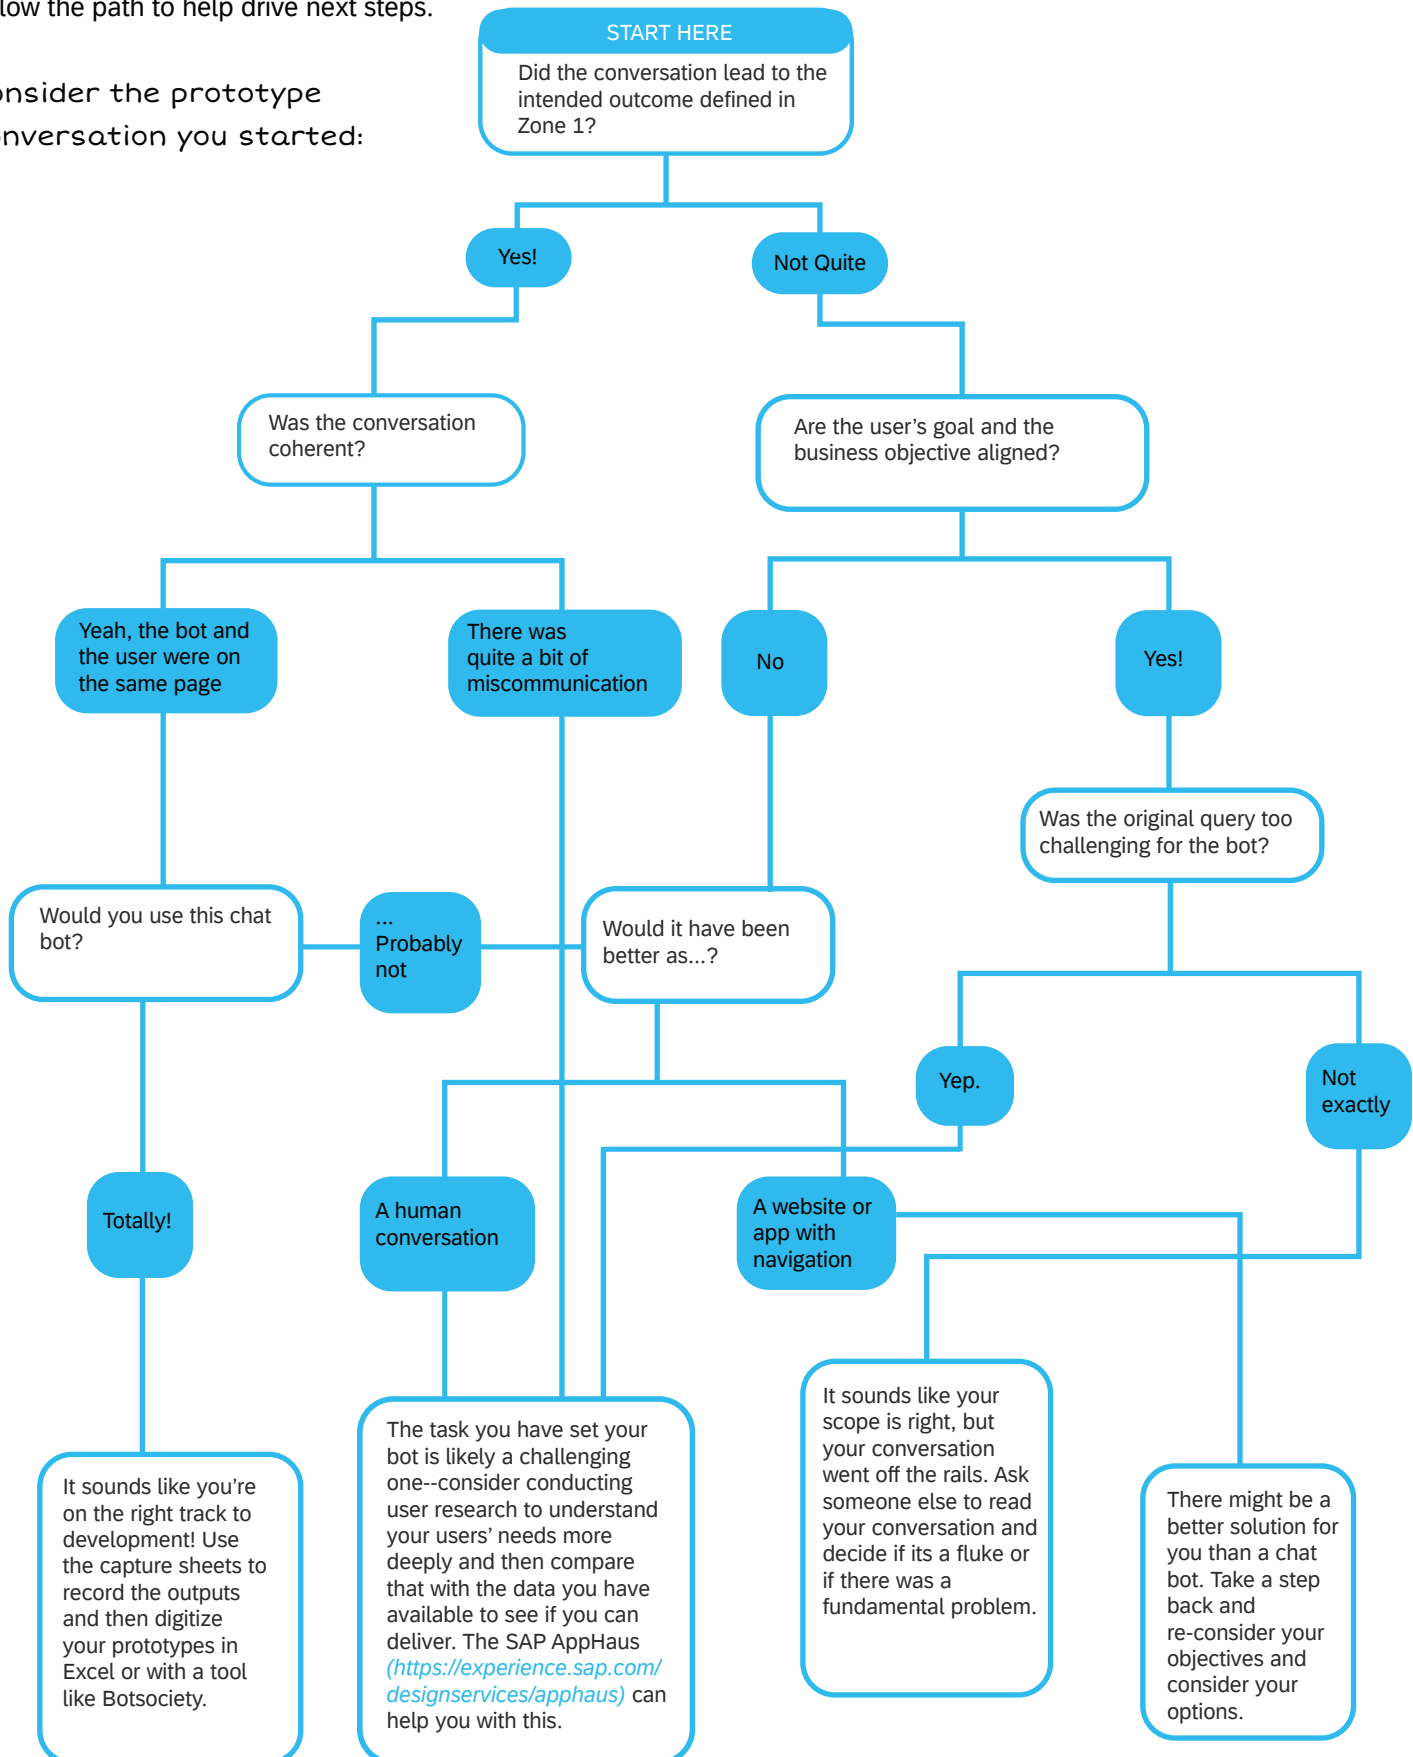 low the path to help drive next steps.
onsider the prototype
onversation you started:
START HERE
Did the conversation lead to the
intended outcome defined in
Zone 1?
Yes!
Not Quite
Was the conversation
coherent?
Are the user’s goal and the
business objective aligned?
Yeah, the bot and
the user were on
the same page
There was
quite a bit of
miscommunication
No
Yes!
Was the original query too
challenging for the bot?
Would you use this chat
bot?
...
Probably
not
Would it have been
better as...?
Yep.
Not
exactly
Totally!
A human
conversation
A website or
app with
navigation
It sounds like you’re
on the right track to
development! Use
the capture sheets to
record the outputs
and then digitize
your prototypes in
Excel or with a tool
like Botsociety.
The task you have set your
bot is likely a challenging
one--consider conducting
user research to understand
your users’ needs more
deeply and then compare
that with the data you have
available to see if you can
deliver. The SAP AppHaus
(https://experience.sap.com/
designservices/apphaus) can
help you with this.
It sounds like your
scope is right, but
your conversation
went off the rails. Ask
someone else to read
your conversation and
decide if its a fluke or
if there was a
fundamental problem.
There might be a
better solution for
you than a chat
bot. Take a step
back and
re-consider your
objectives and
consider your
options.